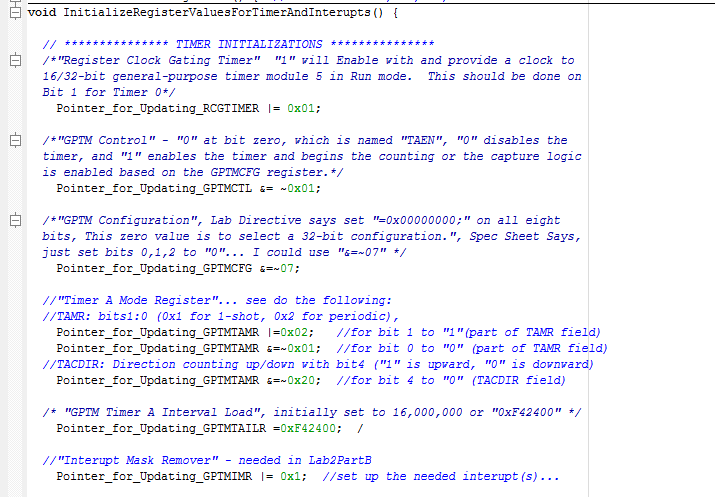 void InitializeRegisterValuesForTimerAndInterupts() {
// *************** TIMER INITIALIZATIONS ***************
/*"Register Clock Gating Timer"  "1" will Enable with and provide a clock to
16/32-bit general-purpose timer module 5 in Run mode.  This should be done on
Bit 1 for Timer 0*/
Pointer_for_Updating_RCGTIMER |= 0x01;
/*"GPTM Control" - "0" at bit zero, which is named "TAEN", "0" disables the
timer, and "1" enables the timer and begins the counting or the capture logic
is enabled based on the GPTMCFG register.*/
Pointer_for_Updating_GPTMCTL &= ~0x01;
/*"GPTM Configuration", Lab Directive says set "=0x00000000;" on all eight
bits, This zero value is to select a 32-bit configuration.", Spec Sheet Says,
just set bits 0,1,2 to "0"... I could use "&=~07" */
Pointer_for_Updating_GPTMCFG &=~07;
//"Timer A Mode Register"... see do the following:
//TAMR: bits1:0 (0x1 for 1-shot, 0x2 for periodic),
Pointer_for_Updating_GPTMTAMR |=0x02;   //for bit 1 to "1"(part of TAMR field)
Pointer_for_Updating_GPTMTAMR &=~0x01;  //for bit 0 to "0" (part of TAMR field)
//TACDIR: Direction counting up/down with bit4 ("1" is upward, "0" is downward)
Pointer_for_Updating_GPTMTAMR &=~0x20;  //for bit 4 to "0" (TACDIR field)
/* "GPTM Timer A Interval Load", initially set to 16,000,000 or "0xF42400" */
Pointer_for_Updating_GPTMTAILR =0xF42400;  /
//"Interupt Mask Remover" - needed in Lab2PartB
Pointer_for_Updating_GPTMIMR |= 0x1;  //set up the needed interupt(s)...